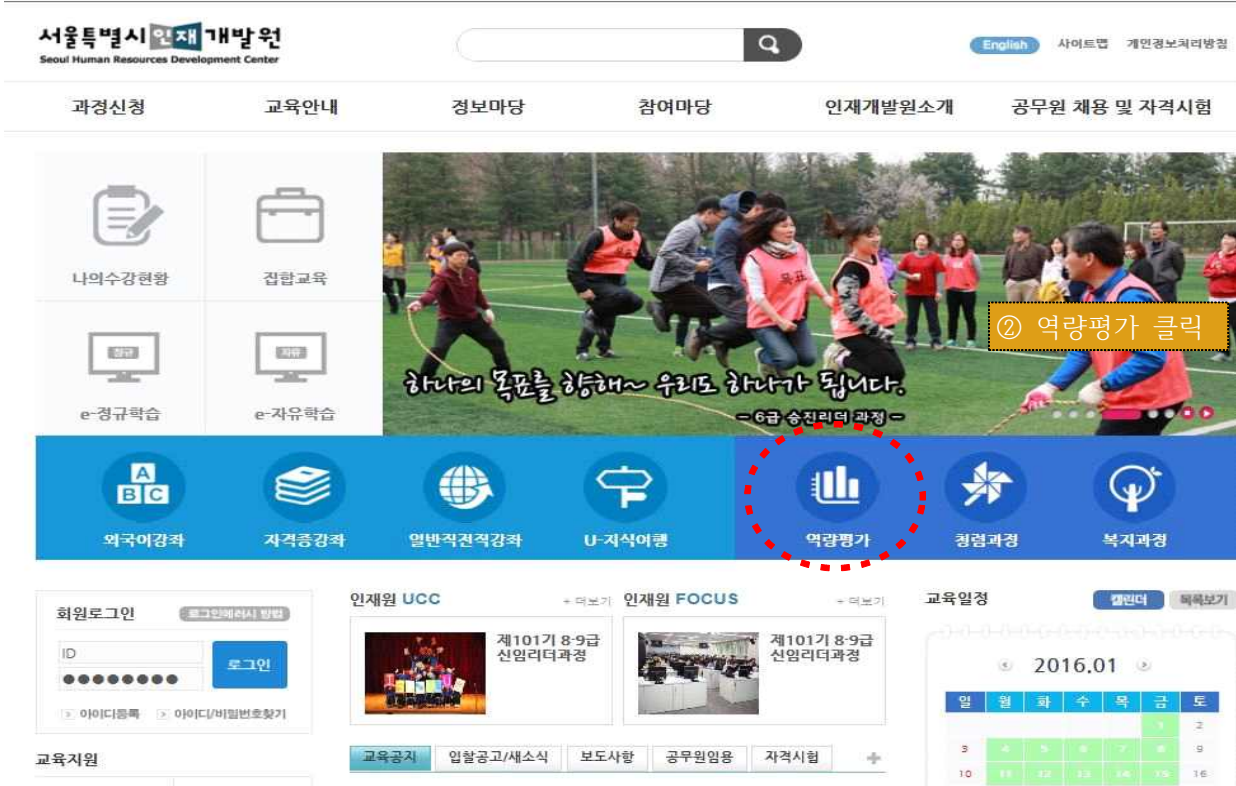 서울특별시인재개발원
Seoul Human Resources Development Center
English 사이트맵 개인정보처리방침
과정신청 교육안내 정보마당 참여마당 인재개발원소개 공무원 채용 및 자격시험
나의수강현황 집합교육
정규 자유
e-정규학습 e-자유학습
목표
② 역량평가 클릭
하나의 목표를 향해~ 우리도 하나가 됩니다.
- 6급 승진리더 과정 -
A
B C
외국어강좌 자격증강좌 일반직전직강좌 U-지식여행 역량평가 청렴과정 복지과정
회원로그인 로그인에러시 방법
ID
로그인
아이디등록 아이디/비밀번호찾기
교육지원
인재원 UCC + 더보기
제101기 8·9급
신임리더과정
인재원 FOCUS + 더보기
제101기 8·9급
신임리더과정
교육공지 입찰공고/새소식 보도사항 공무원임용 자격시험 +
교육일정 캘린더 목록보기
2016.01
일 월 화 수 목 금 토
1 2
3 4 5 6 7 8 9
10 11 12 13 14 15 16